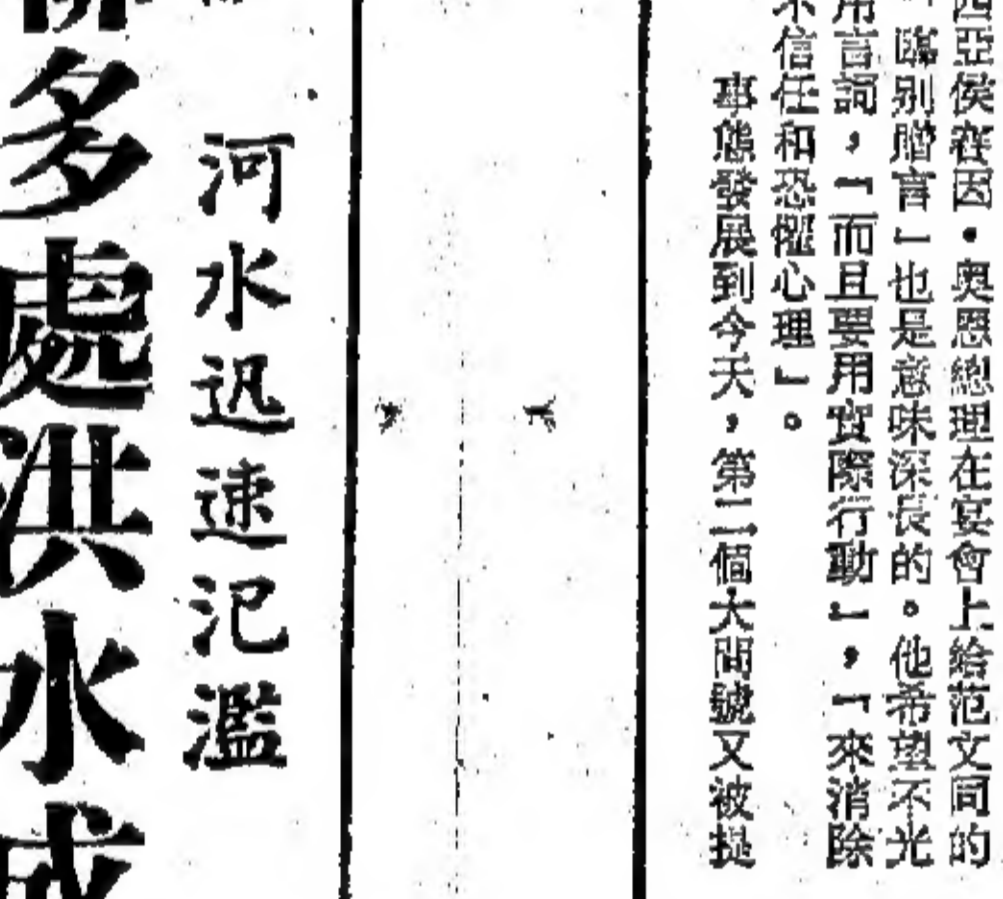 西亞侯在因・奧恩總理在宴會上給范文同的
「臨别贈言」也是意味深長的。他希望不光
用言詞，「而且要用實際行動」，「來消除
不信任和恐懼心理」。
事態發展到今天，第二個大問號又被提
河水迅速氾濫
多處洪水成